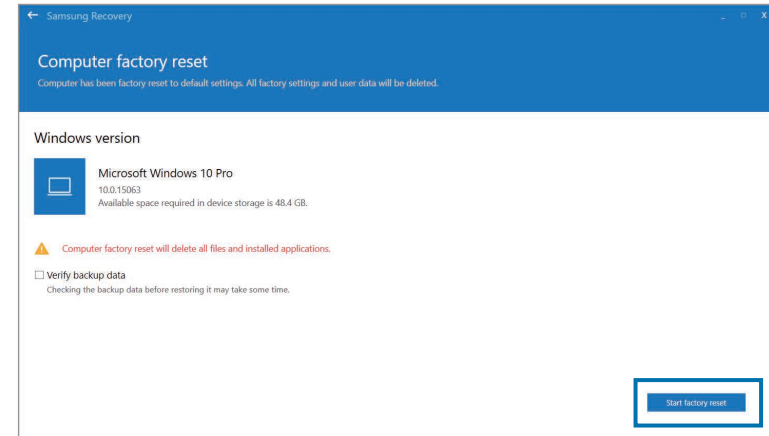 Samsung Recovery
Computer factory reset
Computer has been factory reset to default settings. All factory settings and user data will be deleted.
Windows version
Microsoft Windows 10 Pro
10.0.15063
Available space required in device storage is 48.4 GB.
Computer factory reset will delete all files and installed applications.
Verify backup data
Checking the backup data before restoring it may take some time.
Start factory reset